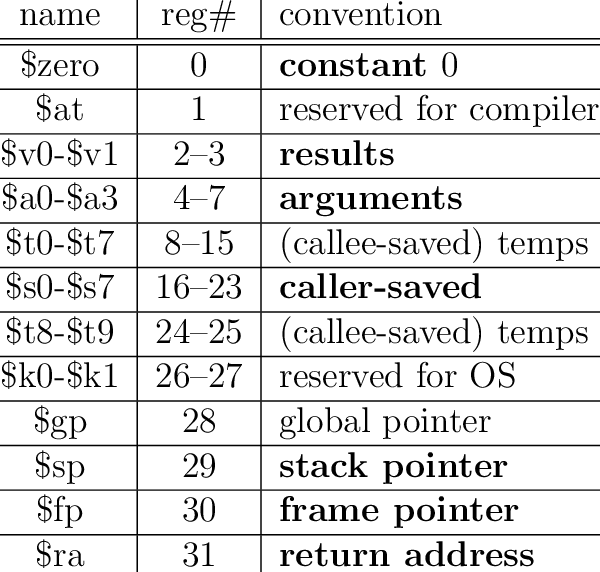 name reg# convention
$zero 0 constant 0
$at 1 reserved for compiler
$v0-$v1 2–3 results
$a0-$a3 4–7 arguments
$t0-$t7 8–15 (callee-saved) temps
$s0-$s7 16–23 caller-saved
$t8-$t9 24–25 (callee-saved) temps
$k0-$k1 26–27 reserved for OS
$gp 28 global pointer
$sp 29 stack pointer
$fp 30 frame pointer
$ra 31 return address